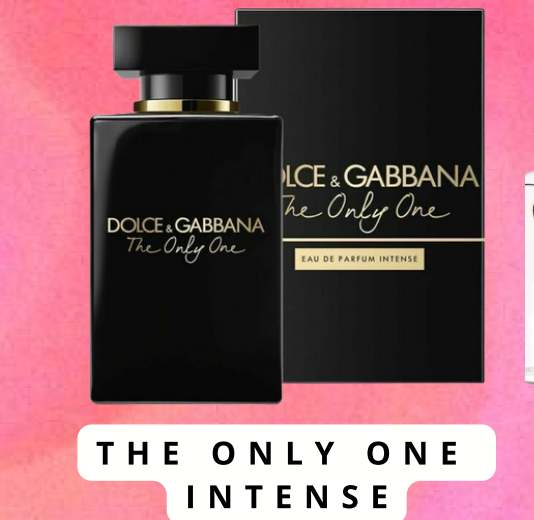 DOLCE & GABBANA
The Only One
DOLCE & GABBANA
The Only One
EAU DE PARFUM INTENSE
THE ONLY ONE
INTENSE